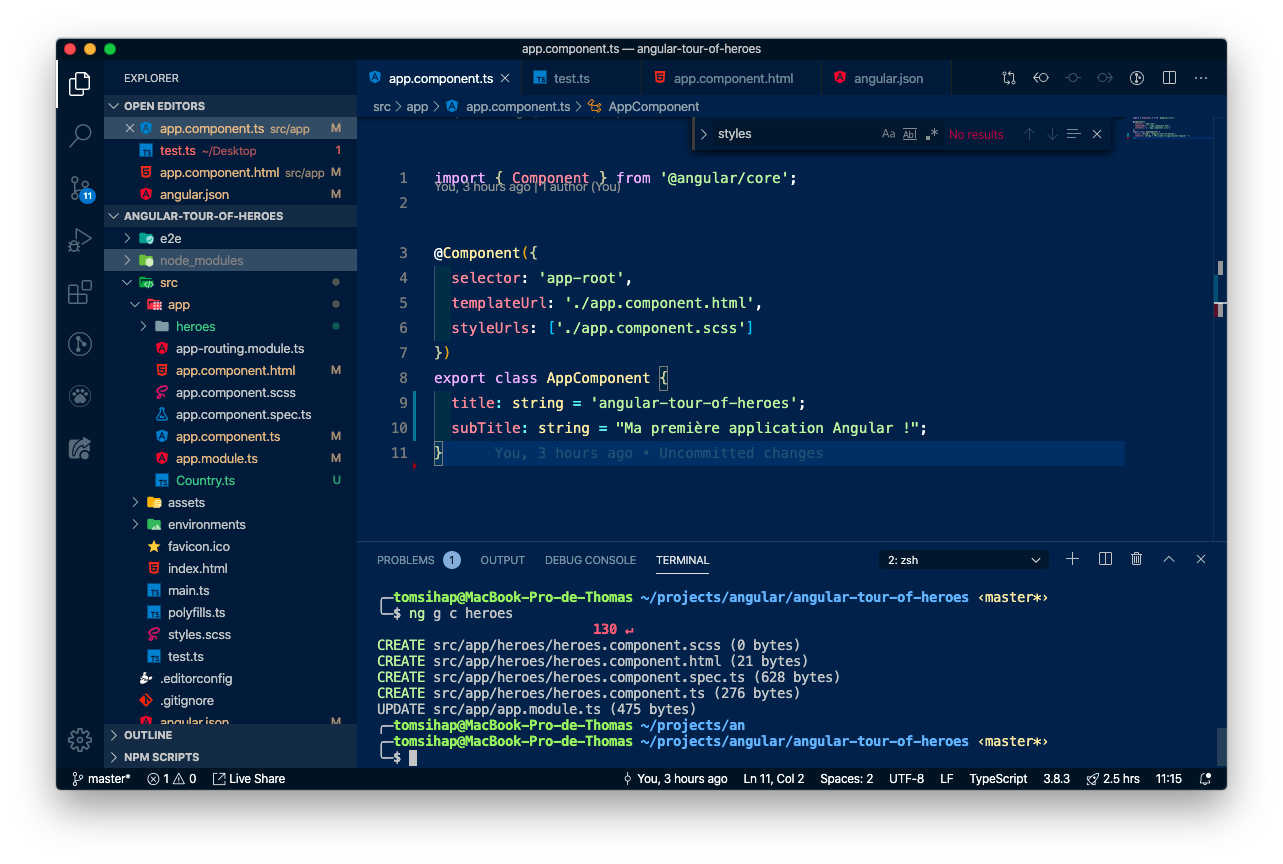 app.component.ts — angular-tour-of-heroes
EXPLORER
OPEN EDITORS
app.component.ts src/app M
test.ts ~/Desktop 1
app.component.html src/app M
angular.json M
11
ANGULAR-TOUR-OF-HEROES
e2e
node_modules
src
app
heroes
app-routing.module.ts
app.component.html M
app.component.scss
app.component.spec.ts
app.component.ts M
app.module.ts M
Country.ts U
assets
environments
favicon.ico
index.html
main.ts
polyfills.ts
styles.scss
test.ts
.editorconfig
.gitignore
angular.json M
OUTLINE
NPM SCRIPTS
app.component.ts
test.ts
app.component.html
angular.json
src > app > app.component.ts > AppComponent
styles Aa Abl .* No results
1 import { Component } from '@angular/core';
You, 3 hours ago | 1 author (You)
2
3 @Component({
4 selector: 'app-root',
5 templateUrl: './app.component.html',
6 styleUrls: ['./app.component.scss']
7 })
8 export class AppComponent {
9 title: string = 'angular-tour-of-heroes';
10 subTitle: string = "Ma première application Angular !";
11 } You, 3 hours ago • Uncommitted changes
PROBLEMS 1 OUTPUT DEBUG CONSOLE TERMINAL 2: zsh
╭─tomsihap@MacBook-Pro-de-Thomas ~/projects/angular/angular-tour-of-heroes ‹master*›
╰─$ ng g c heroes
130 ↵
CREATE src/app/heroes/heroes.component.scss (0 bytes)
CREATE src/app/heroes/heroes.component.html (21 bytes)
CREATE src/app/heroes/heroes.component.spec.ts (628 bytes)
CREATE src/app/heroes/heroes.component.ts (276 bytes)
UPDATE src/app/app.module.ts (475 bytes)
╭─tomsihap@MacBook-Pro-de-Thomas ~/projects/an
╭─tomsihap@MacBook-Pro-de-Thomas ~/projects/angular/angular-tour-of-heroes ‹master*›
╰─$
master* 1 0 Live Share You, 3 hours ago Ln 11, Col 2 Spaces: 2 UTF-8 LF TypeScript 3.8.3 2.5 hrs 11:15